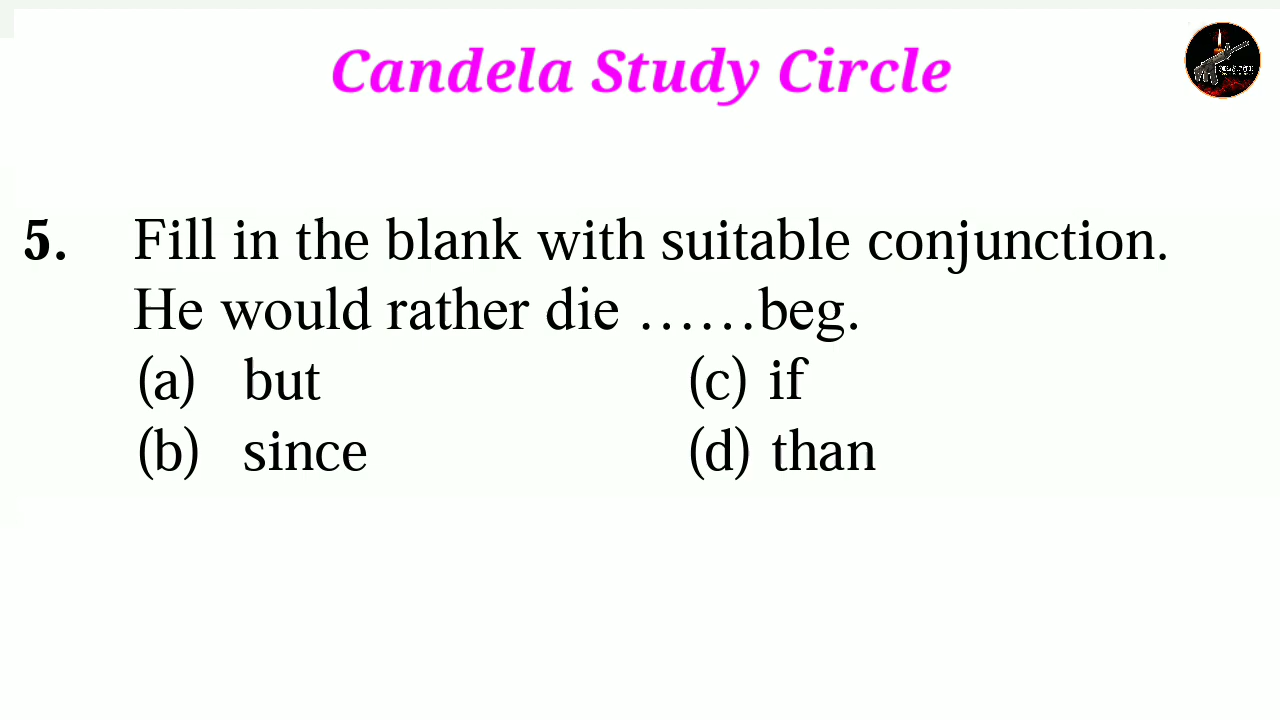 Candela Study Circle
5. Fill in the blank with suitable conjunction.
He would rather die ......beg.
(a) but (c) if
(b) since (d) than